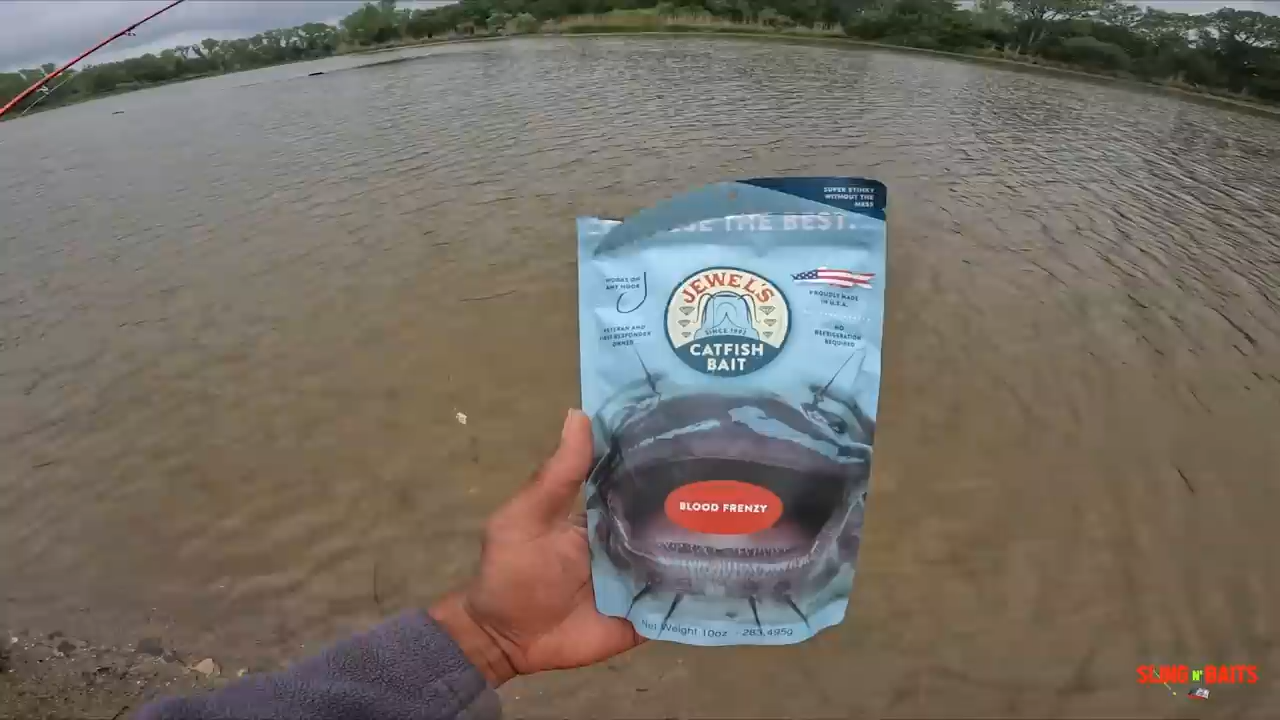 SUPER STINKY
WITHOUT THE
MESS
THE BEST.
WORKS ON
ANY HOOK
JEWEL'S
SINCE 1992
CATFISH
BAIT
PROUDLY MADE
IN U.S.A.
VETERAN AND
FIRST RESPONDER
OWNED
NO
REFRIGERATION
REQUIRED
BLOOD FRENZY
Net Weight 10oz - 283.495g
SLING N' BAITS